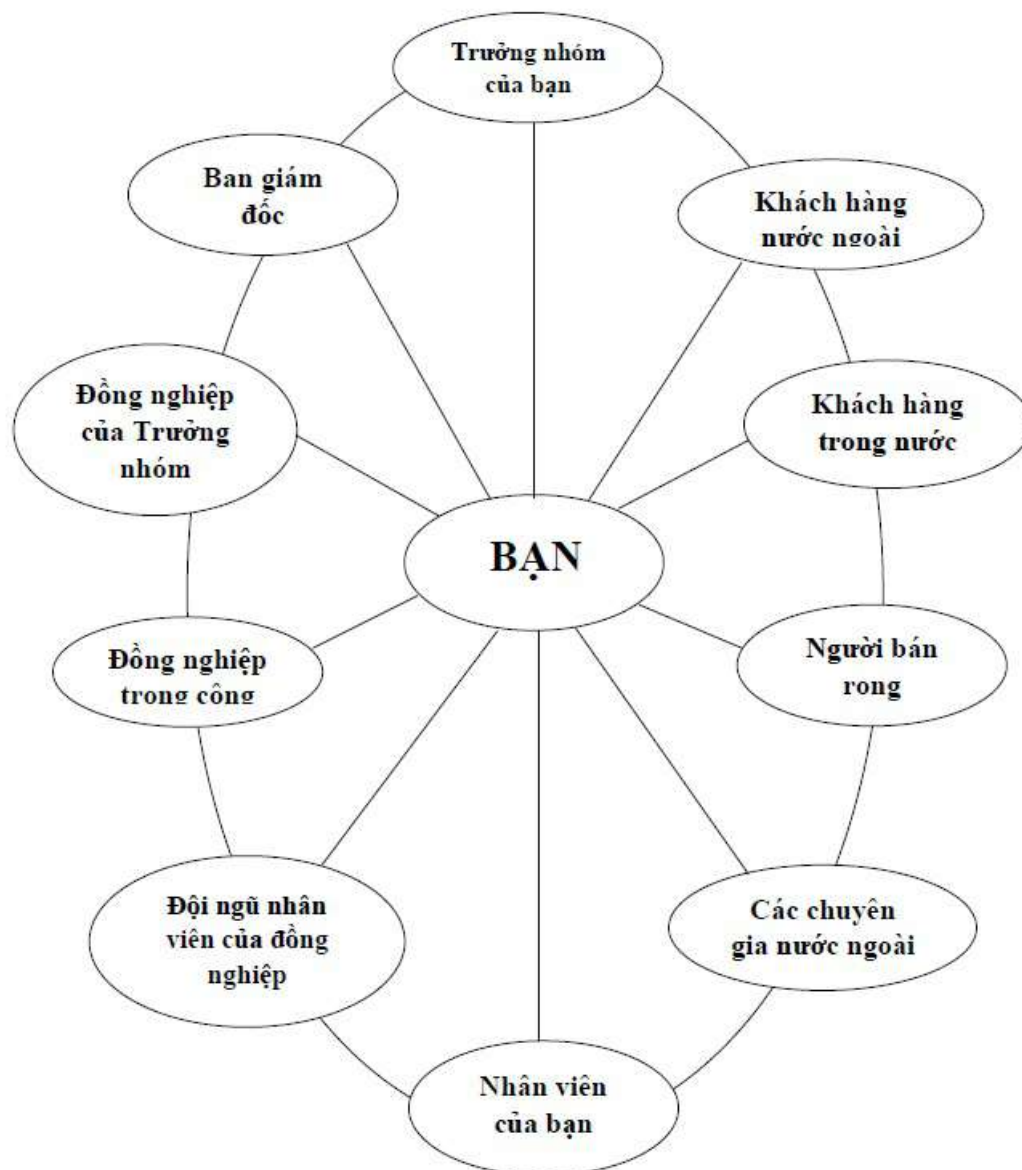 Trưởng nhóm
của bạn
Ban giám
đốc
Khách hàng
nước ngoài
Đồng nghiệp
của Trưởng
nhóm
Khách hàng
trong nước
BẠN
Đồng nghiệp
trong công
Người bán
rong
Đội ngũ nhân
viên của đồng
nghiệp
Các chuyên
gia nước ngoài
Nhân viên
của bạn